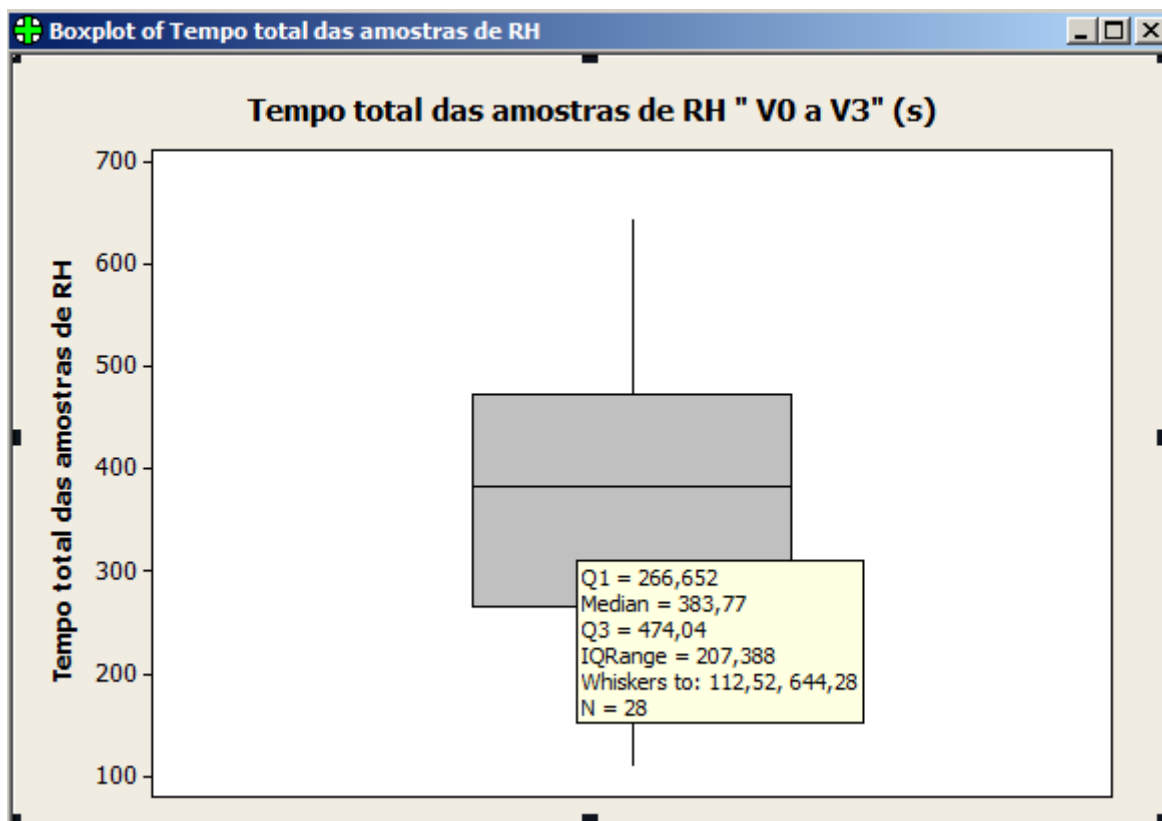 Boxplot of Tempo total das amostras de RH
Tempo total das amostras de RH " V0 a V3" (s)
Tempo total das amostras de RH
700
600
500
400
300
200
100
Q1 = 266,652
Median = 383,77
Q3 = 474,04
IQRange = 207,388
Whiskers to: 112,52, 644,28
N = 28